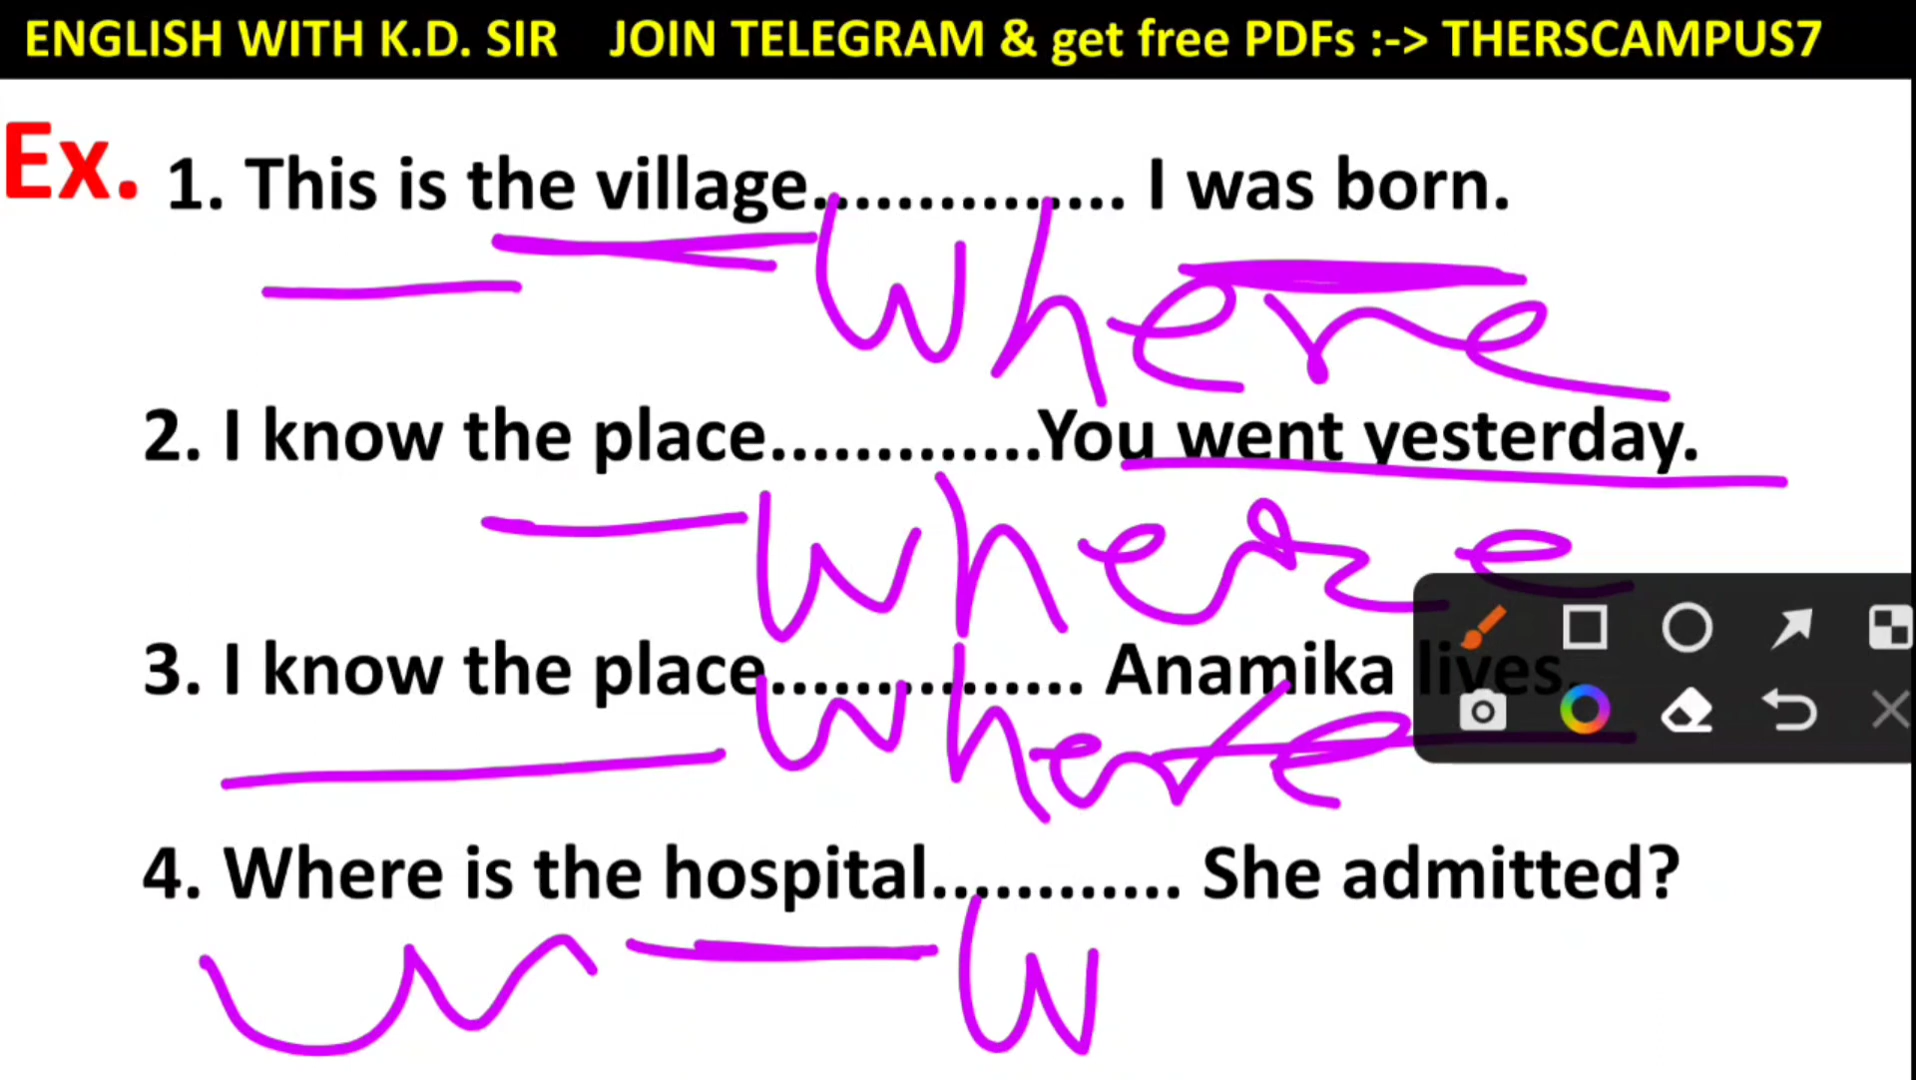 ENGLISH WITH K.D. SIR JOIN TELEGRAM & get free PDFs :-> THERSCAMPUS7
Ex. 1. This is the village............... I was born.
where
2. I know the place.............You went yesterday.
where
3. I know the place............... Anamika lives.
where
4. Where is the hospital............ She admitted?
W